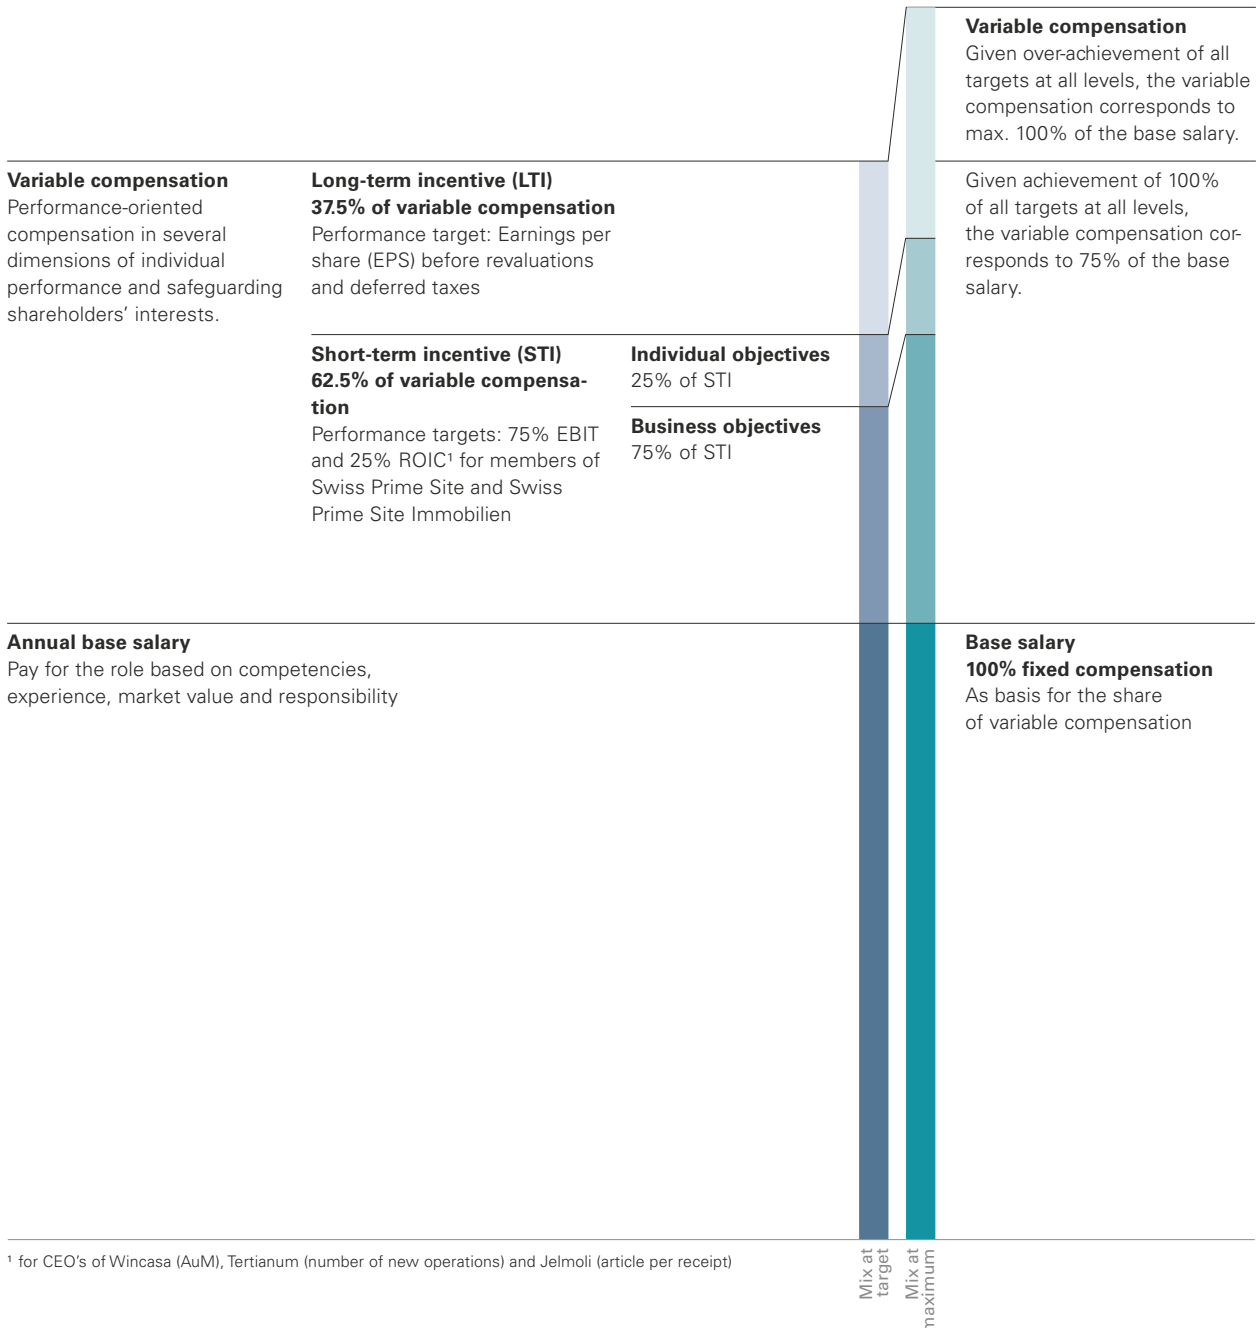 Variable compensation
Given over-achievement of all
targets at all levels, the variable
compensation corresponds to
max. 100% of the base salary.
Variable compensation
Performance-oriented
compensation in several
dimensions of individual
performance and safeguarding
shareholders’ interests.
Long-term incentive (LTI)
37.5% of variable compensation
Performance target: Earnings per
share (EPS) before revaluations
and deferred taxes
Given achievement of 100%
of all targets at all levels,
the variable compensation cor-
responds to 75% of the base
salary.
Short-term incentive (STI)
62.5% of variable compensa-
tion
Performance targets: 75% EBIT
and 25% ROIC¹ for members of
Swiss Prime Site and Swiss
Prime Site Immobilien
Individual objectives
25% of STI
Business objectives
75% of STI
Annual base salary
Pay for the role based on competencies,
experience, market value and responsibility
Base salary
100% fixed compensation
As basis for the share
of variable compensation
¹ for CEO's of Wincasa (AuM), Tertianum (number of new operations) and Jelmoli (article per receipt)
Mix at
target
Mix at
maximum